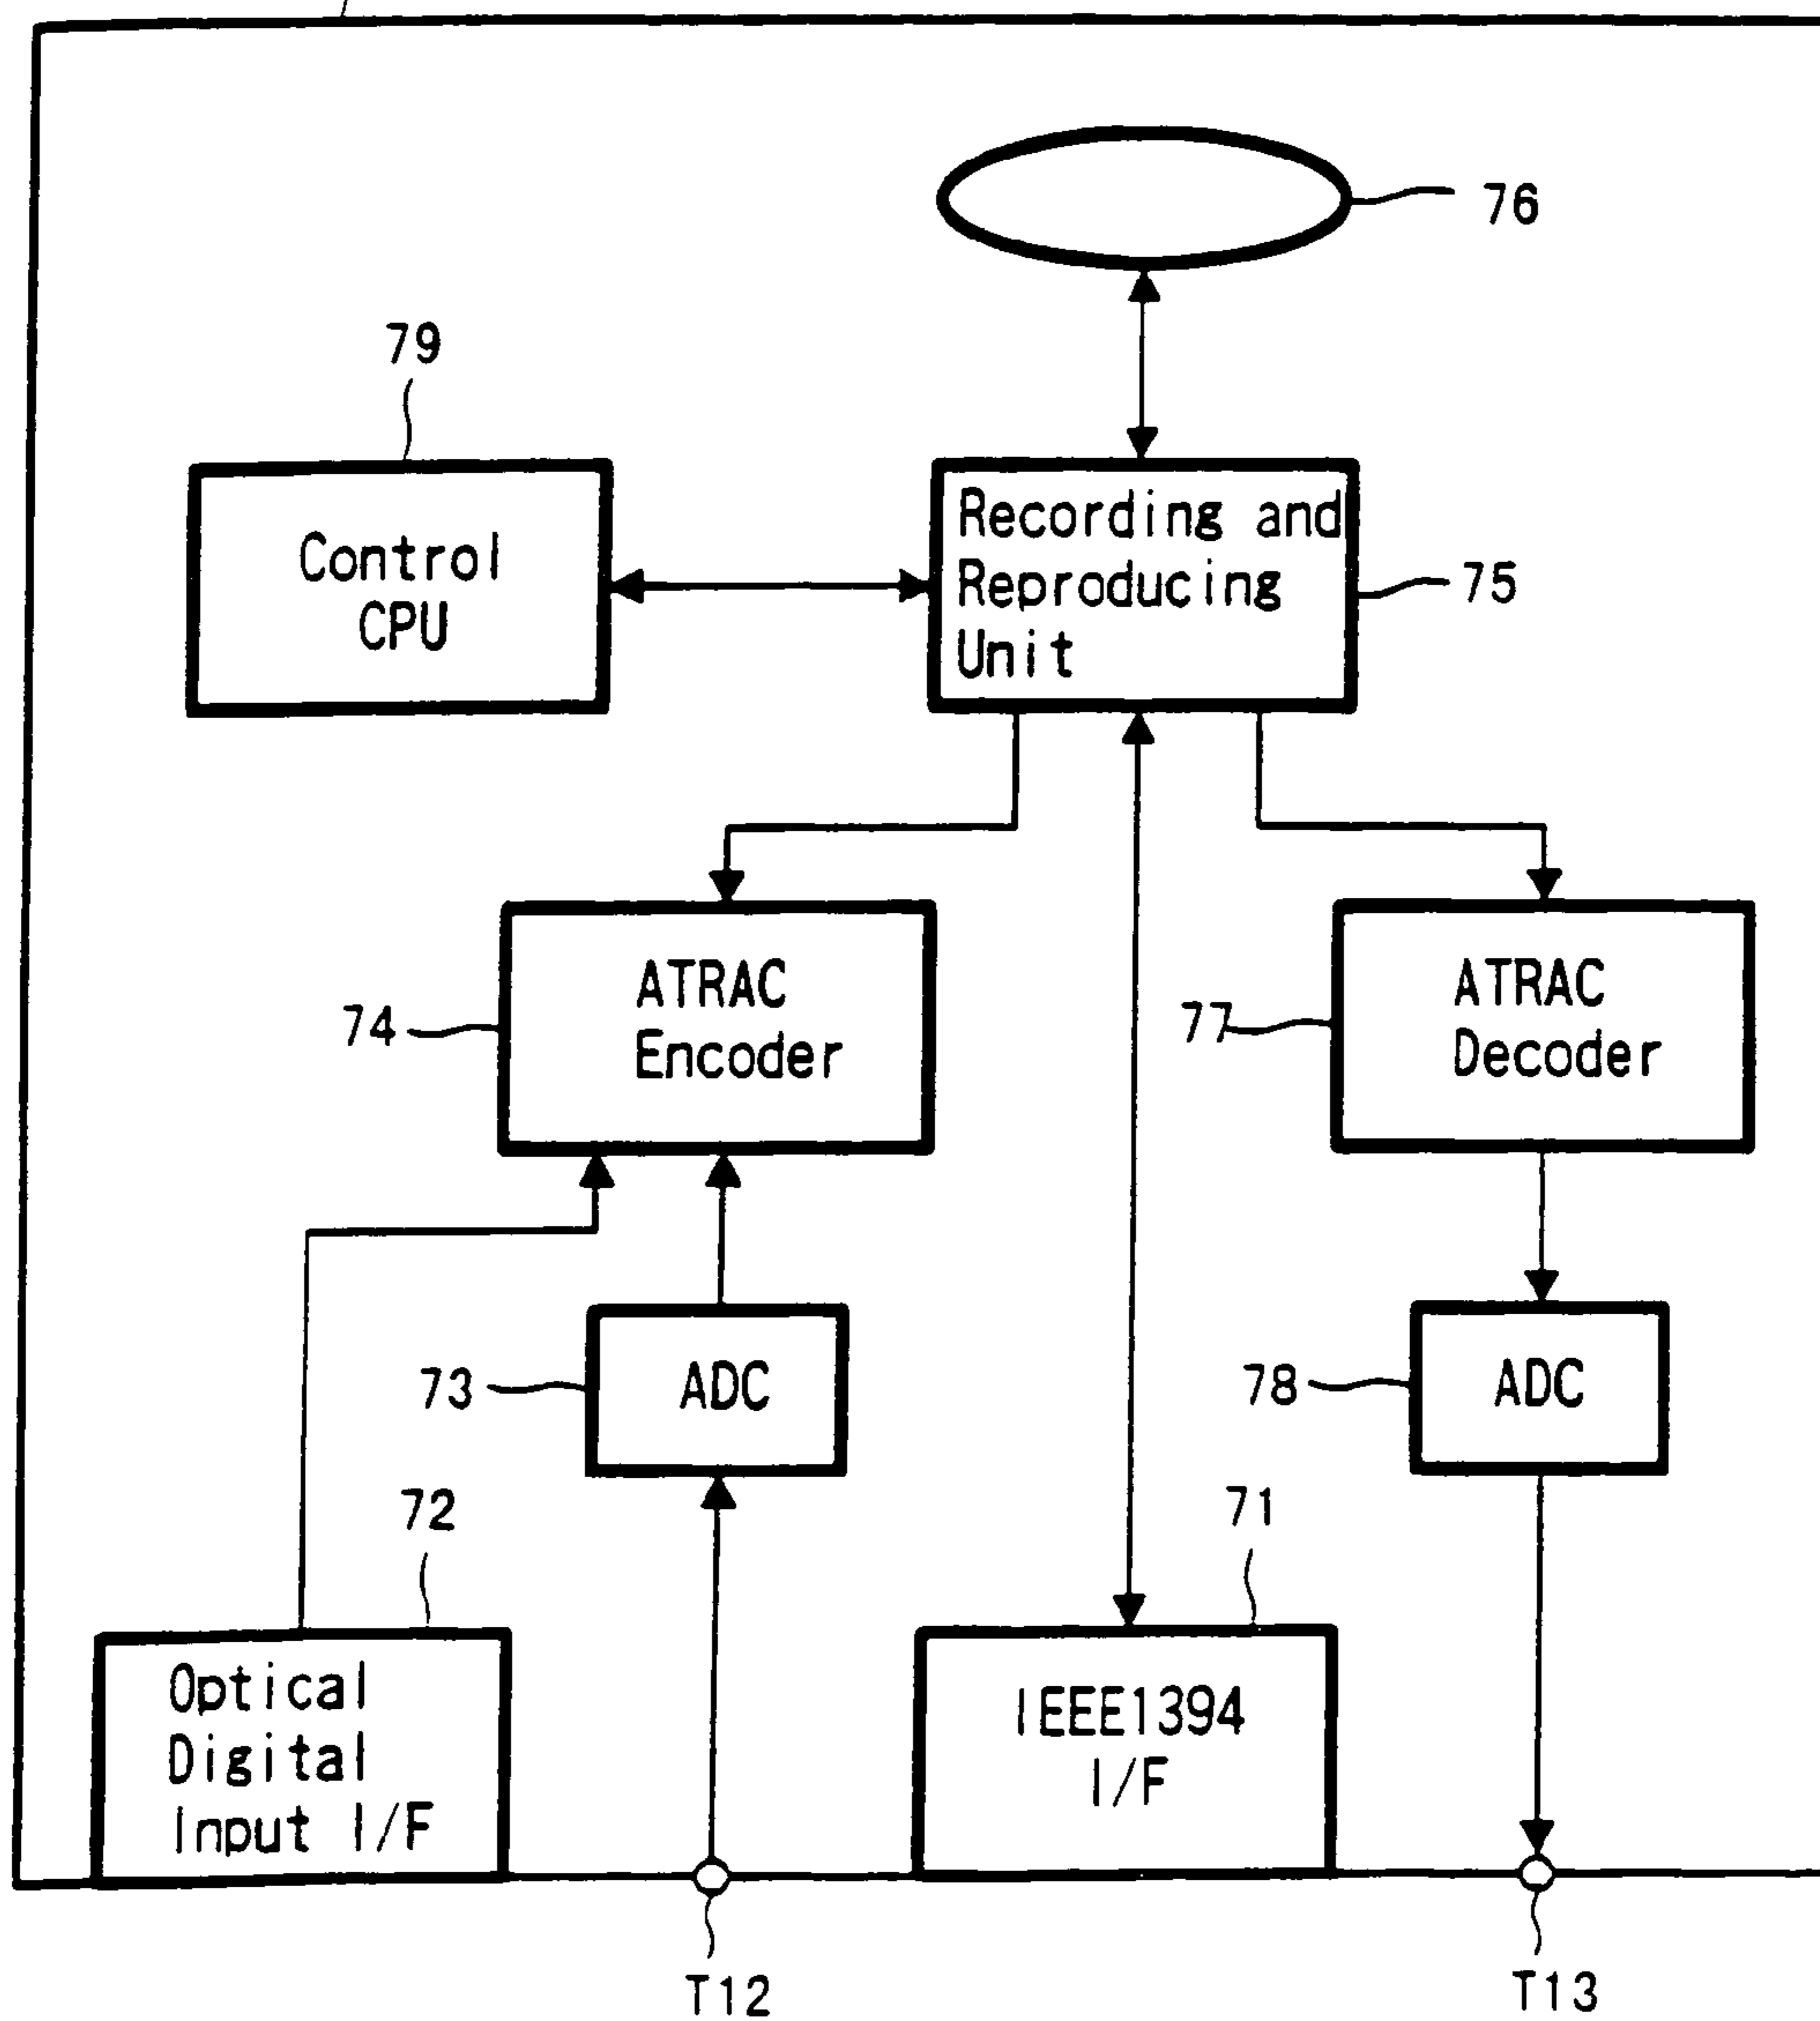 76
79
Control
CPU
Recording and
Reproducing
Unit
75
74
ATRAC
Encoder
77
ATRAC
Decoder
73
ADC
78
ADC
72
71
Optical
Digital
Input I/F
IEEE1394
I/F
T12
T13